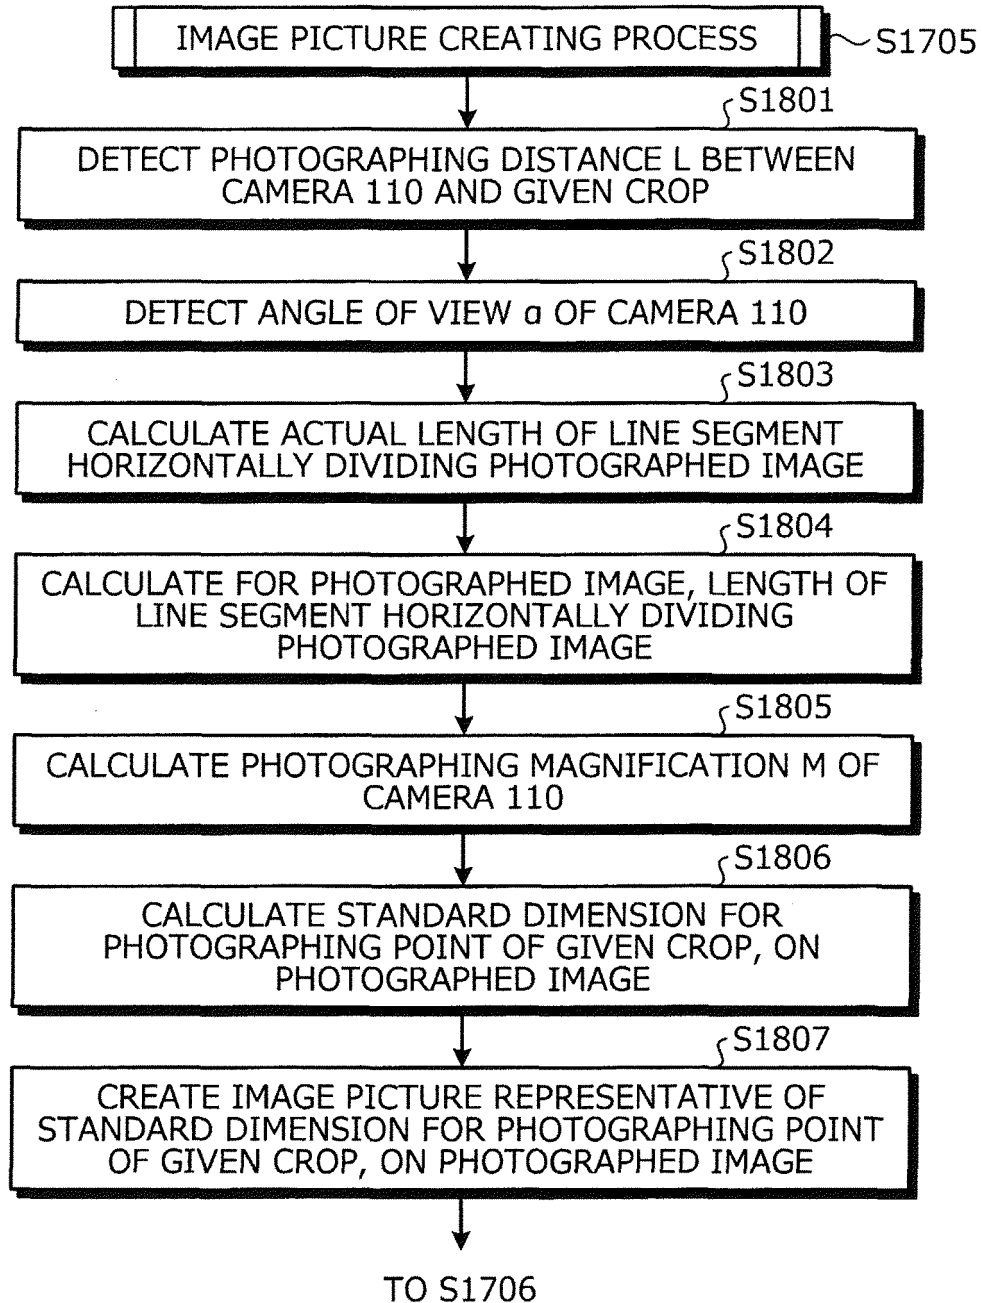 IMAGE PICTURE CREATING PROCESS
S1705
S1801
DETECT PHOTOGRAPHING DISTANCE L BETWEEN
CAMERA 110 AND GIVEN CROP
S1802
DETECT ANGLE OF VIEW α OF CAMERA 110
S1803
CALCULATE ACTUAL LENGTH OF LINE SEGMENT
HORIZONTALLY DIVIDING PHOTOGRAPHED IMAGE
S1804
CALCULATE FOR PHOTOGRAPHED IMAGE, LENGTH OF
LINE SEGMENT HORIZONTALLY DIVIDING
PHOTOGRAPHED IMAGE
S1805
CALCULATE PHOTOGRAPHING MAGNIFICATION M OF
CAMERA 110
S1806
CALCULATE STANDARD DIMENSION FOR
PHOTOGRAPHING POINT OF GIVEN CROP, ON
PHOTOGRAPHED IMAGE
S1807
CREATE IMAGE PICTURE REPRESENTATIVE OF
STANDARD DIMENSION FOR PHOTOGRAPHING POINT
OF GIVEN CROP, ON PHOTOGRAPHED IMAGE
TO S1706